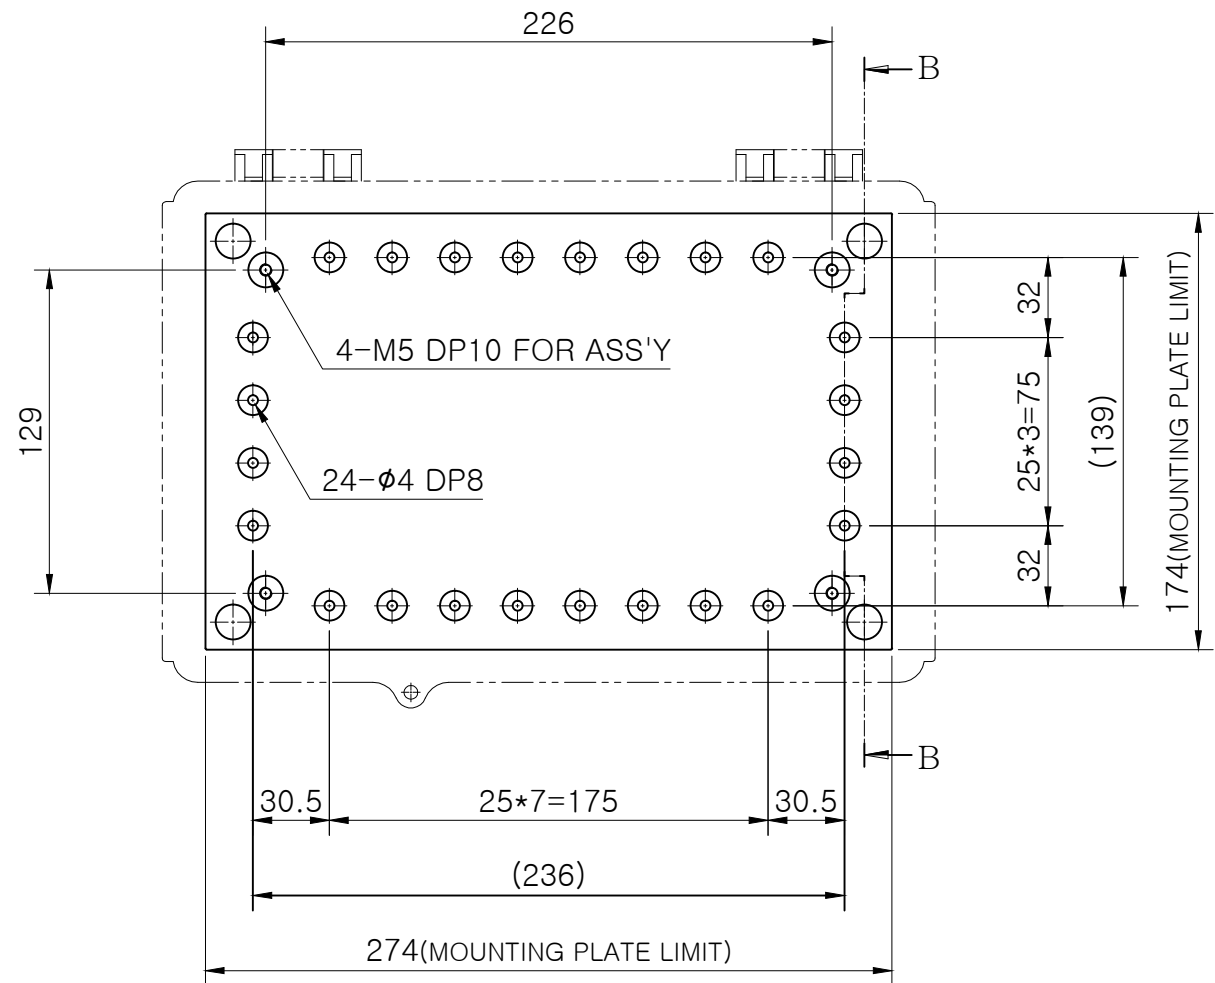 226
B
32
4-M5 DP10 FOR ASS'Y
129
25*3=75
(139)
174(MOUNTING PLATE LIMIT)
24-ϕ4 DP8
32
B
30.5
25*7=175
30.5
(236)
274(MOUNTING PLATE LIMIT)